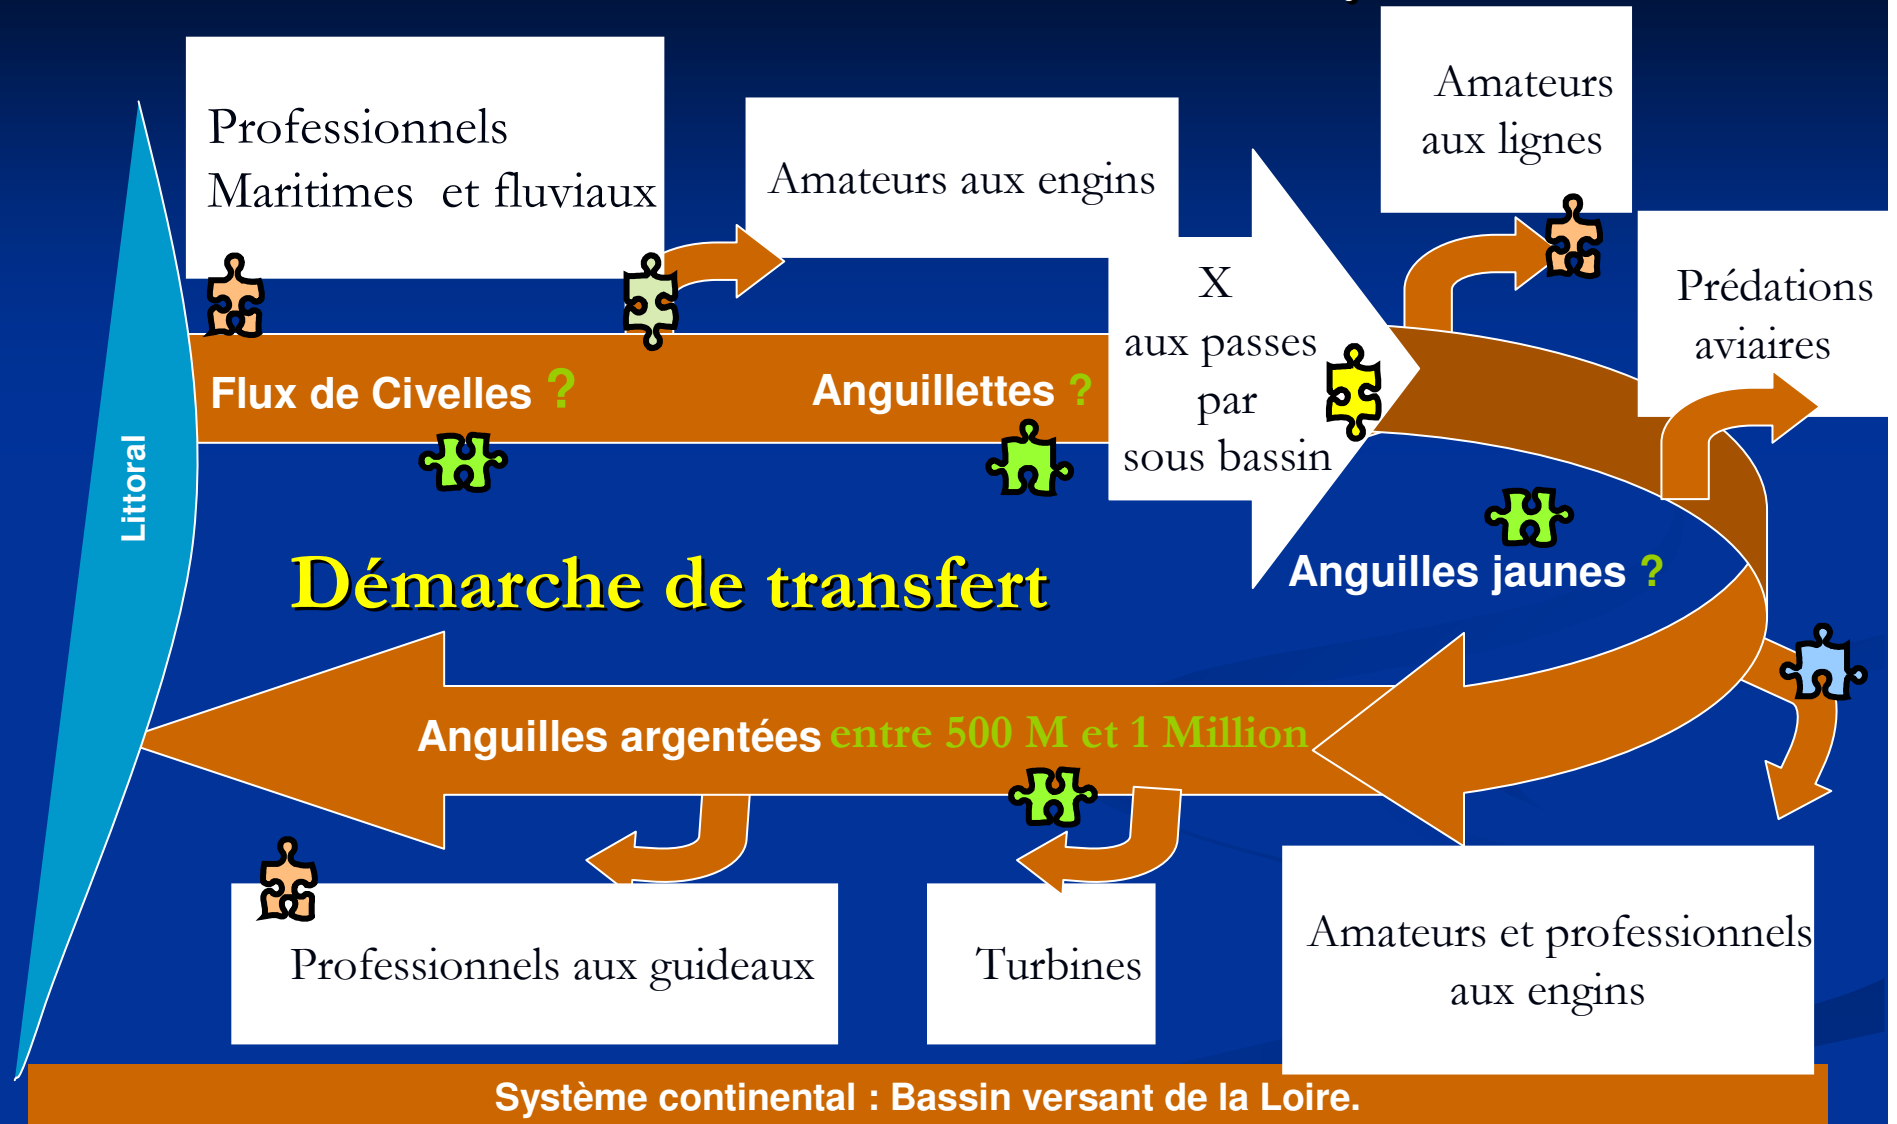 Professionnels
Maritimes et fluviaux
Amateurs aux engins
Amateurs
aux lignes
X
aux passes
par
sous bassin
Prédations
aviaires
Flux de Civelles ?
Anguillettes ?
Littoral
Démarche de transfert
Anguilles jaunes ?
Anguilles argentées entre 500 M et 1 Million
Professionnels aux guideaux
Turbines
Amateurs et professionnels
aux engins
Système continental : Bassin versant de la Loire.